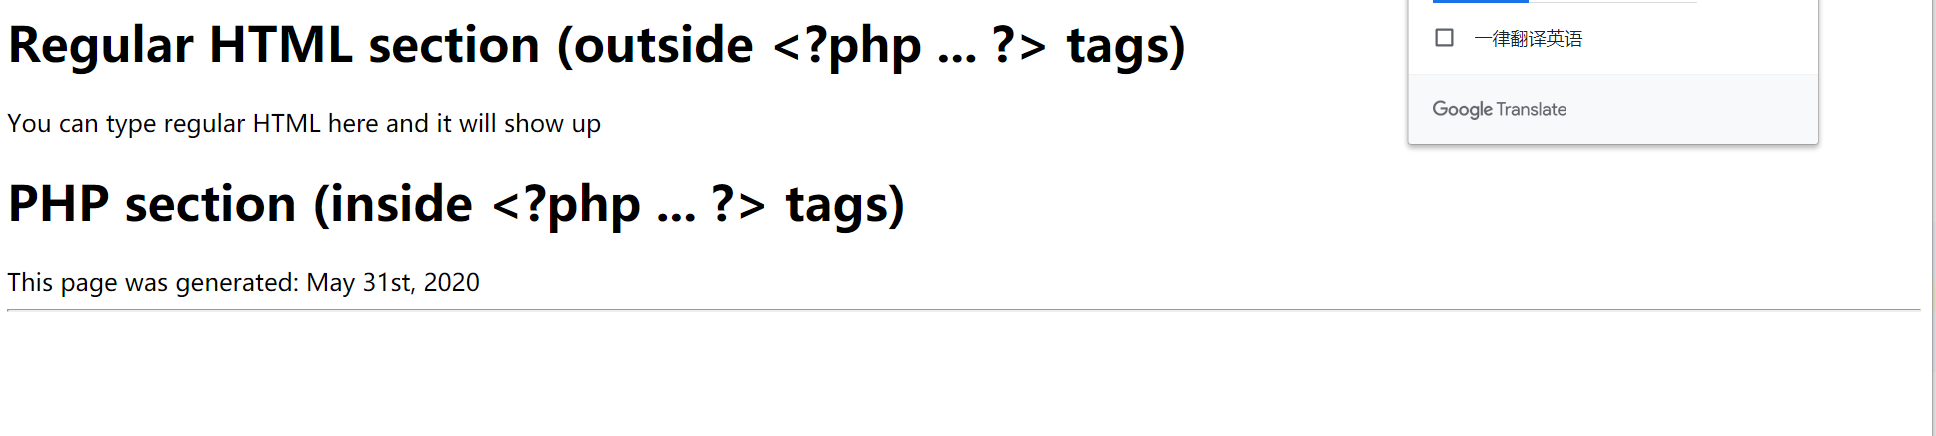 Regular HTML section (outside <?php ... ?> tags)
一律翻译英语
Google Translate
You can type regular HTML here and it will show up
PHP section (inside <?php ... ?> tags)
This page was generated: May 31st, 2020